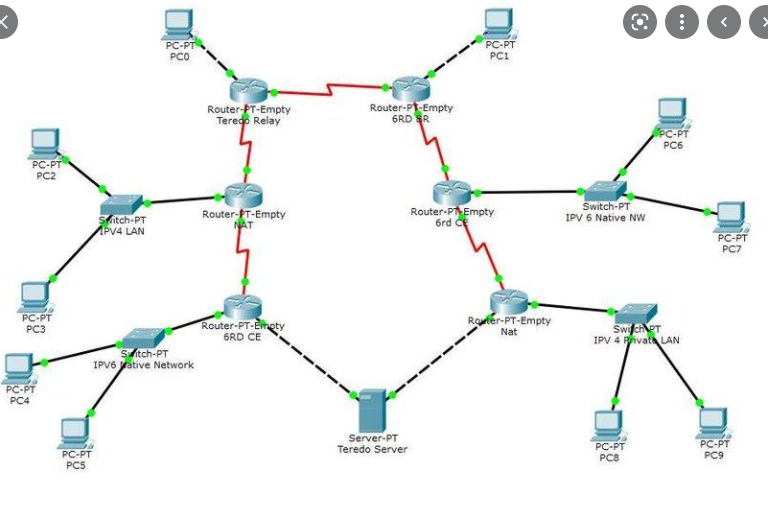 PC-PT
PC0
PC-PT
PC1
Router-PT-Empty
Teredo Relay
Router-PT-Empty
6RD BR
PC-PT
PC2
PC-PT
PC6
Switch-PT
IPV4 LAN
Router-PT-Empty
NAT
Router-PT-Empty
6rd CE
Switch-PT
IPV 6 Native NW
PC-PT
PC7
PC-PT
PC3
Router-PT-Empty
6RD CE
Router-PT-Empty
Nat
Switch-PT
IPV 4 Private LAN
Switch-PT
IPV6 Native Network
PC-PT
PC4
PC-PT
PC5
Server-PT
Teredo Server
PC-PT
PC8
PC-PT
PC9